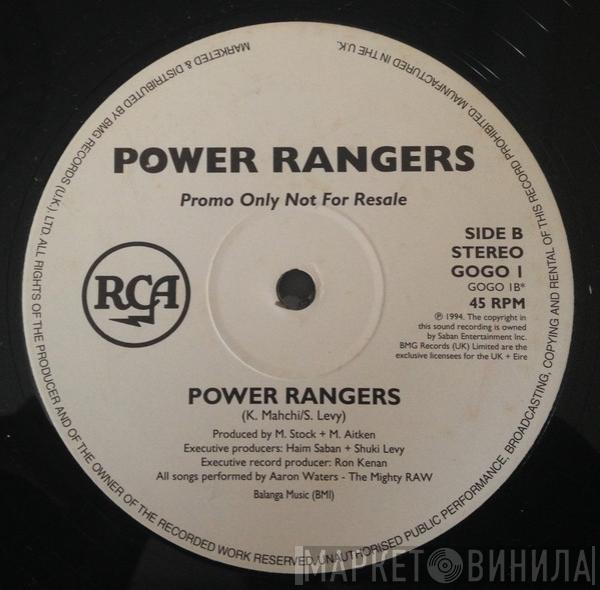 MARKETED & DISTRIBUTED BY BMG RECORDS (UK) LTD. ALL RIGHTS OF THE PRODUCER AND OF THE OWNER OF THE RECORDED WORK RESERVED. UNAUTHORISED PUBLIC PERFORMANCE, BROADCASTING, COPYING AND RENTAL OF THIS RECORD PROHIBITED. MANUFACTURED IN THE U.K.
POWER RANGERS
Promo Only Not For Resale
RCA
SIDE B
STEREO
GOGO 1
GOGO 1B*
45 RPM
℗ 1994. The copyright in
this sound recording is owned
by Saban Entertainment Inc.
BMG Records (UK) Limited are the
exclusive licensees for the UK + Eire
POWER RANGERS
(K. Mahchi/S. Levy)
Produced by M. Stock + M. Aitken
Executive producers: Haim Saban + Shuki Levy
Executive record producer: Ron Kenan
All songs performed by Aaron Waters - The Mighty RAW
Balanga Music (BMI)
МАРКЕТ ВИНИЛА